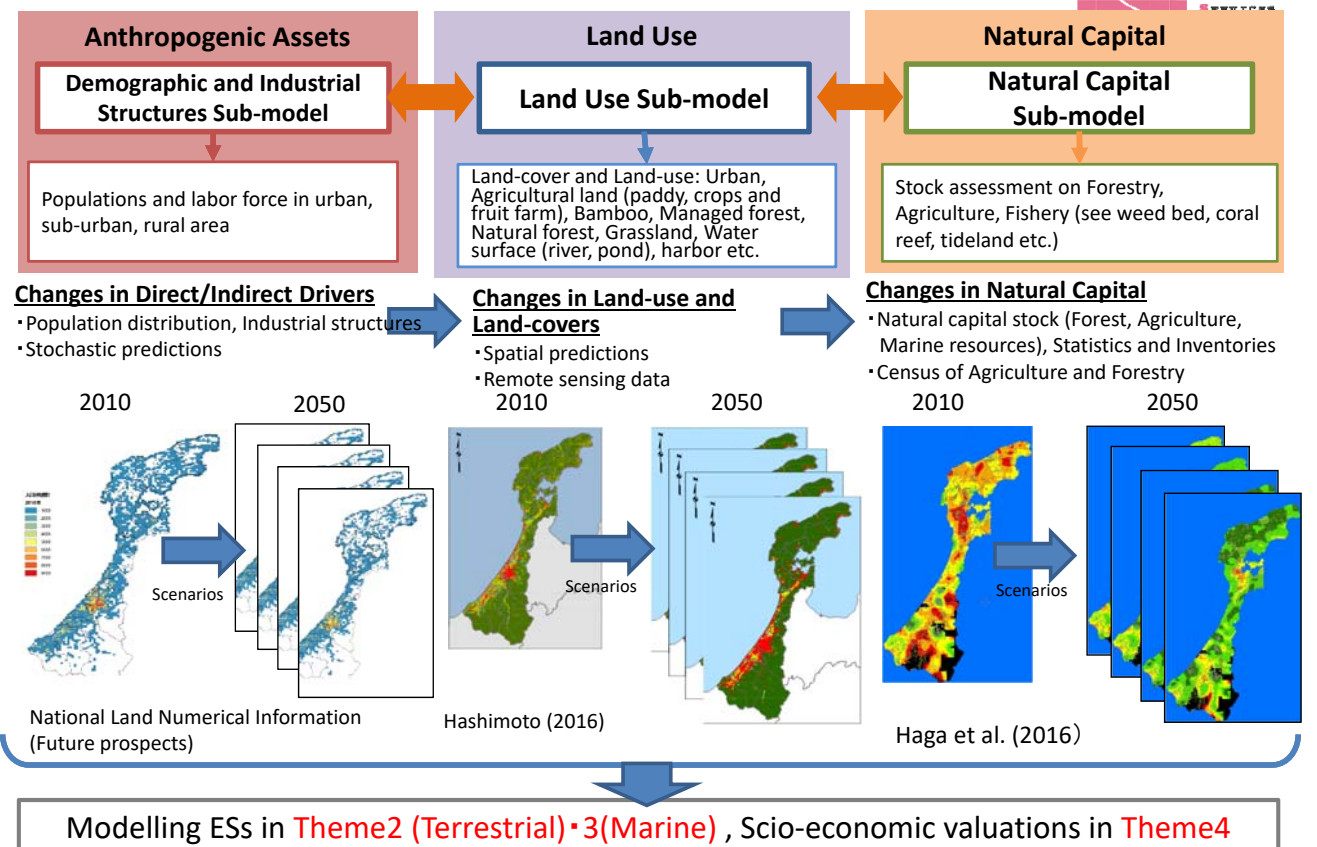 Anthropogenic Assets
Demographic and Industrial
Structures Sub-model
Populations and labor force in urban,
sub-urban, rural area
Land Use
Land Use Sub-model
Land-cover and Land-use: Urban,
Agricultural land (paddy, crops and
fruit farm), Bamboo, Managed forest,
Natural forest, Grassland, Water
surface (river, pond), harbor etc.
Natural Capital
Natural Capital
Sub-model
Stock assessment on Forestry,
Agriculture, Fishery (see weed bed, coral
reef, tideland etc.)
Changes in Direct/Indirect Drivers
・Population distribution, Industrial structures
・Stochastic predictions
Changes in Land-use and
Land-covers
・Spatial predictions
・Remote sensing data
Changes in Natural Capital
・Natural capital stock (Forest, Agriculture,
Marine resources), Statistics and Inventories
・Census of Agriculture and Forestry
2010
2050
Scenarios
National Land Numerical Information
(Future prospects)
2010
2050
Scenarios
Hashimoto (2016)
2010
2050
Scenarios
Haga et al. (2016）
Modelling ESs in Theme2 (Terrestrial)・3(Marine) , Scio-economic valuations in Theme4